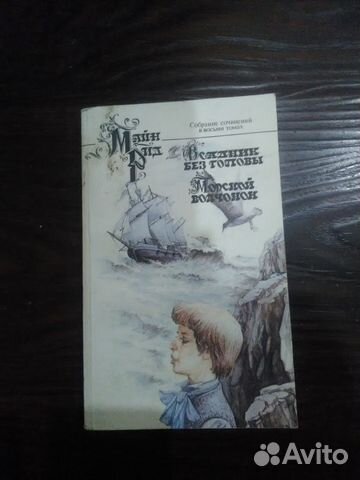 Собрание сочинений
в восьми томах
Майн
Рид
Всадник
без головы
Морской
волчонок
Avito